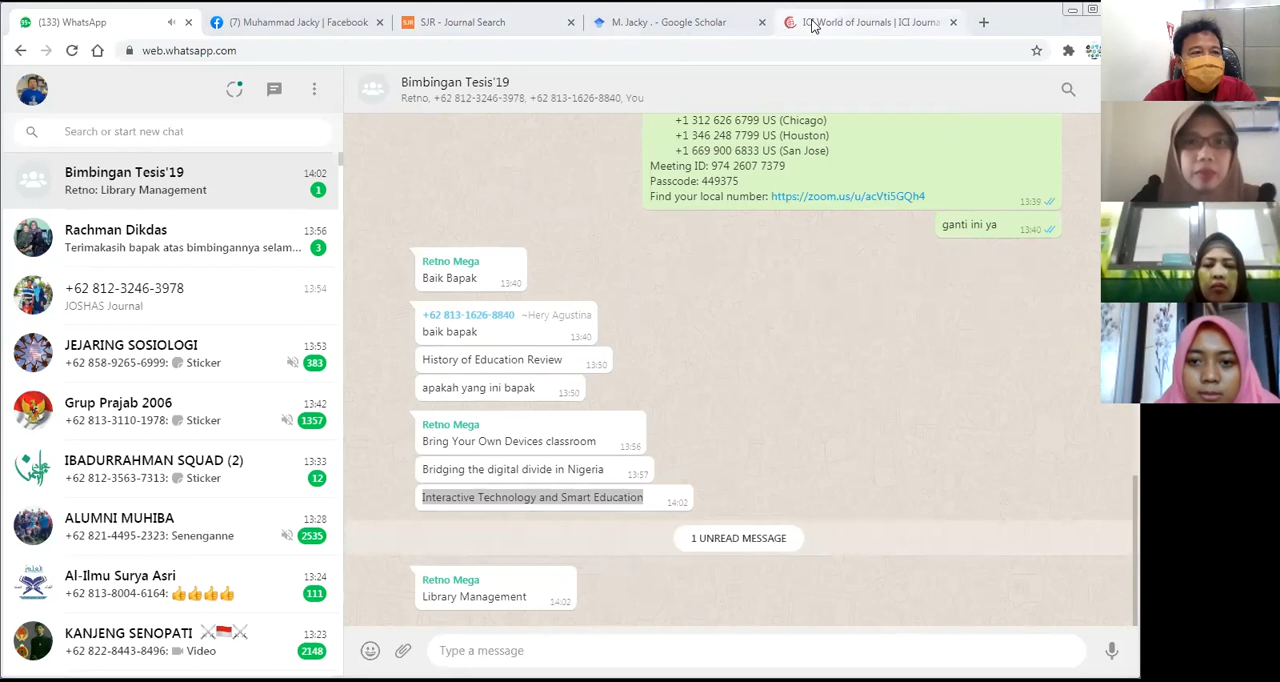 (133) WhatsApp
(7) Muhammad Jacky | Facebook
SJR - Journal Search
M. Jacky . - Google Scholar
World of Journals | ICI Journa
web.whatsapp.com
Search or start new chat
Bimbingan Tesis'19
14:02
Retno: Library Management
1
Rachman Dikdas
13:56
Terimakasih bapak atas bimbingannya selam...
3
+62 812-3246-3978
13:54
JOSHAS Journal
JEJARING SOSIOLOGI
13:53
+62 858-9265-6999: Sticker
383
Grup Prajab 2006
13:42
+62 813-3110-1978: Sticker
1357
IBADURRAHMAN SQUAD (2)
13:33
+62 812-3563-7313: Sticker
12
ALUMNI MUHIBA
13:28
+62 821-4495-2323: Senenganne
2535
Al-Ilmu Surya Asri
13:24
+62 813-8004-6164: 👍👍👍👍
111
KANJENG SENOPATI ⚔🇮🇩⚔
13:23
+62 822-8443-8496: Video
2148
Bimbingan Tesis'19
Retno, +62 812-3246-3978, +62 813-1626-8840, You
+1 312 626 6799 US (Chicago)
+1 346 248 7799 US (Houston)
+1 669 900 6833 US (San Jose)
Meeting ID: 974 2607 7379
Passcode: 449375
Find your local number: https://zoom.us/u/acVti5GQh4
13:39
ganti ini ya
13:40
Retno Mega
Baik Bapak
13:40
+62 813-1626-8840 ~Hery Agustina
baik bapak
13:40
History of Education Review
13:50
apakah yang ini bapak
13:50
Retno Mega
Bring Your Own Devices classroom
13:56
Bridging the digital divide in Nigeria
13:57
Interactive Technology and Smart Education
14:02
1 UNREAD MESSAGE
Retno Mega
Library Management
14:02
Type a message